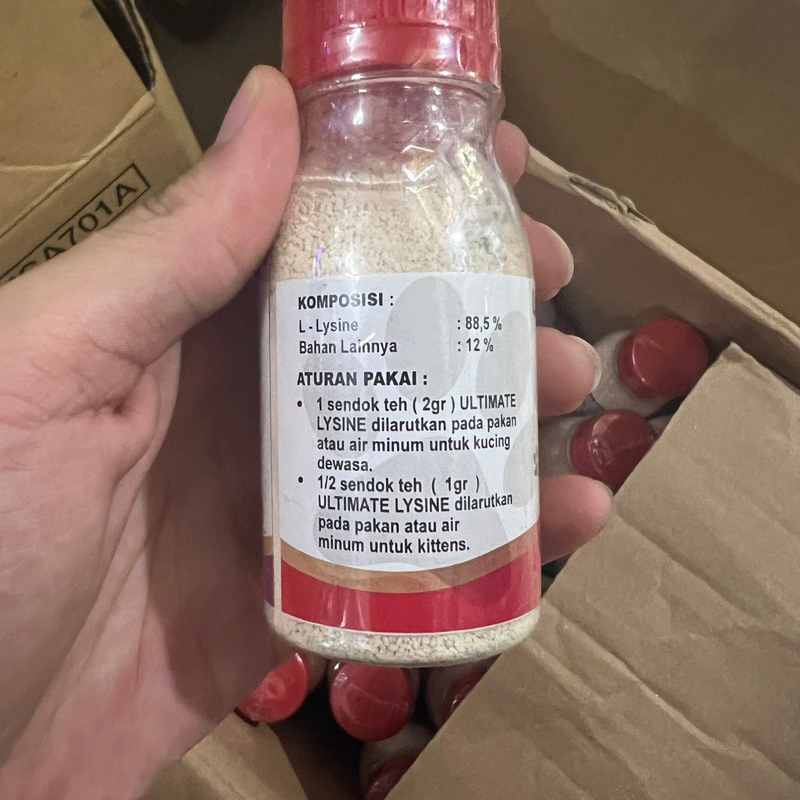 KOMPOSISI :
L - Lysine : 88,5 %
Bahan Lainnya : 12 %
ATURAN PAKAI :
• 1 sendok teh ( 2gr ) ULTIMATE
LYSINE dilarutkan pada pakan
atau air minum untuk kucing
dewasa.
• 1/2 sendok teh ( 1gr )
ULTIMATE LYSINE dilarutkan
pada pakan atau air
minum untuk kittens.